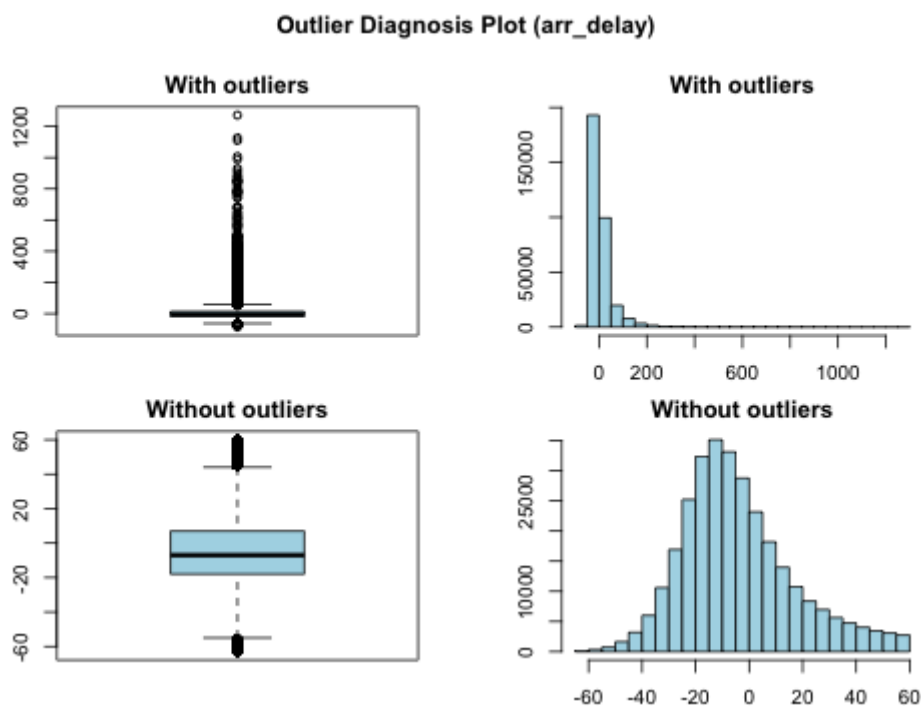 Outlier Diagnosis Plot (arr_delay)
With outliers
1200
800
400
0
With outliers
150000
50000
0
0 200 600 1000
Without outliers
60
20
-20
-60
Without outliers
25000
10000
0
-60 -40 -20 0 20 40 60